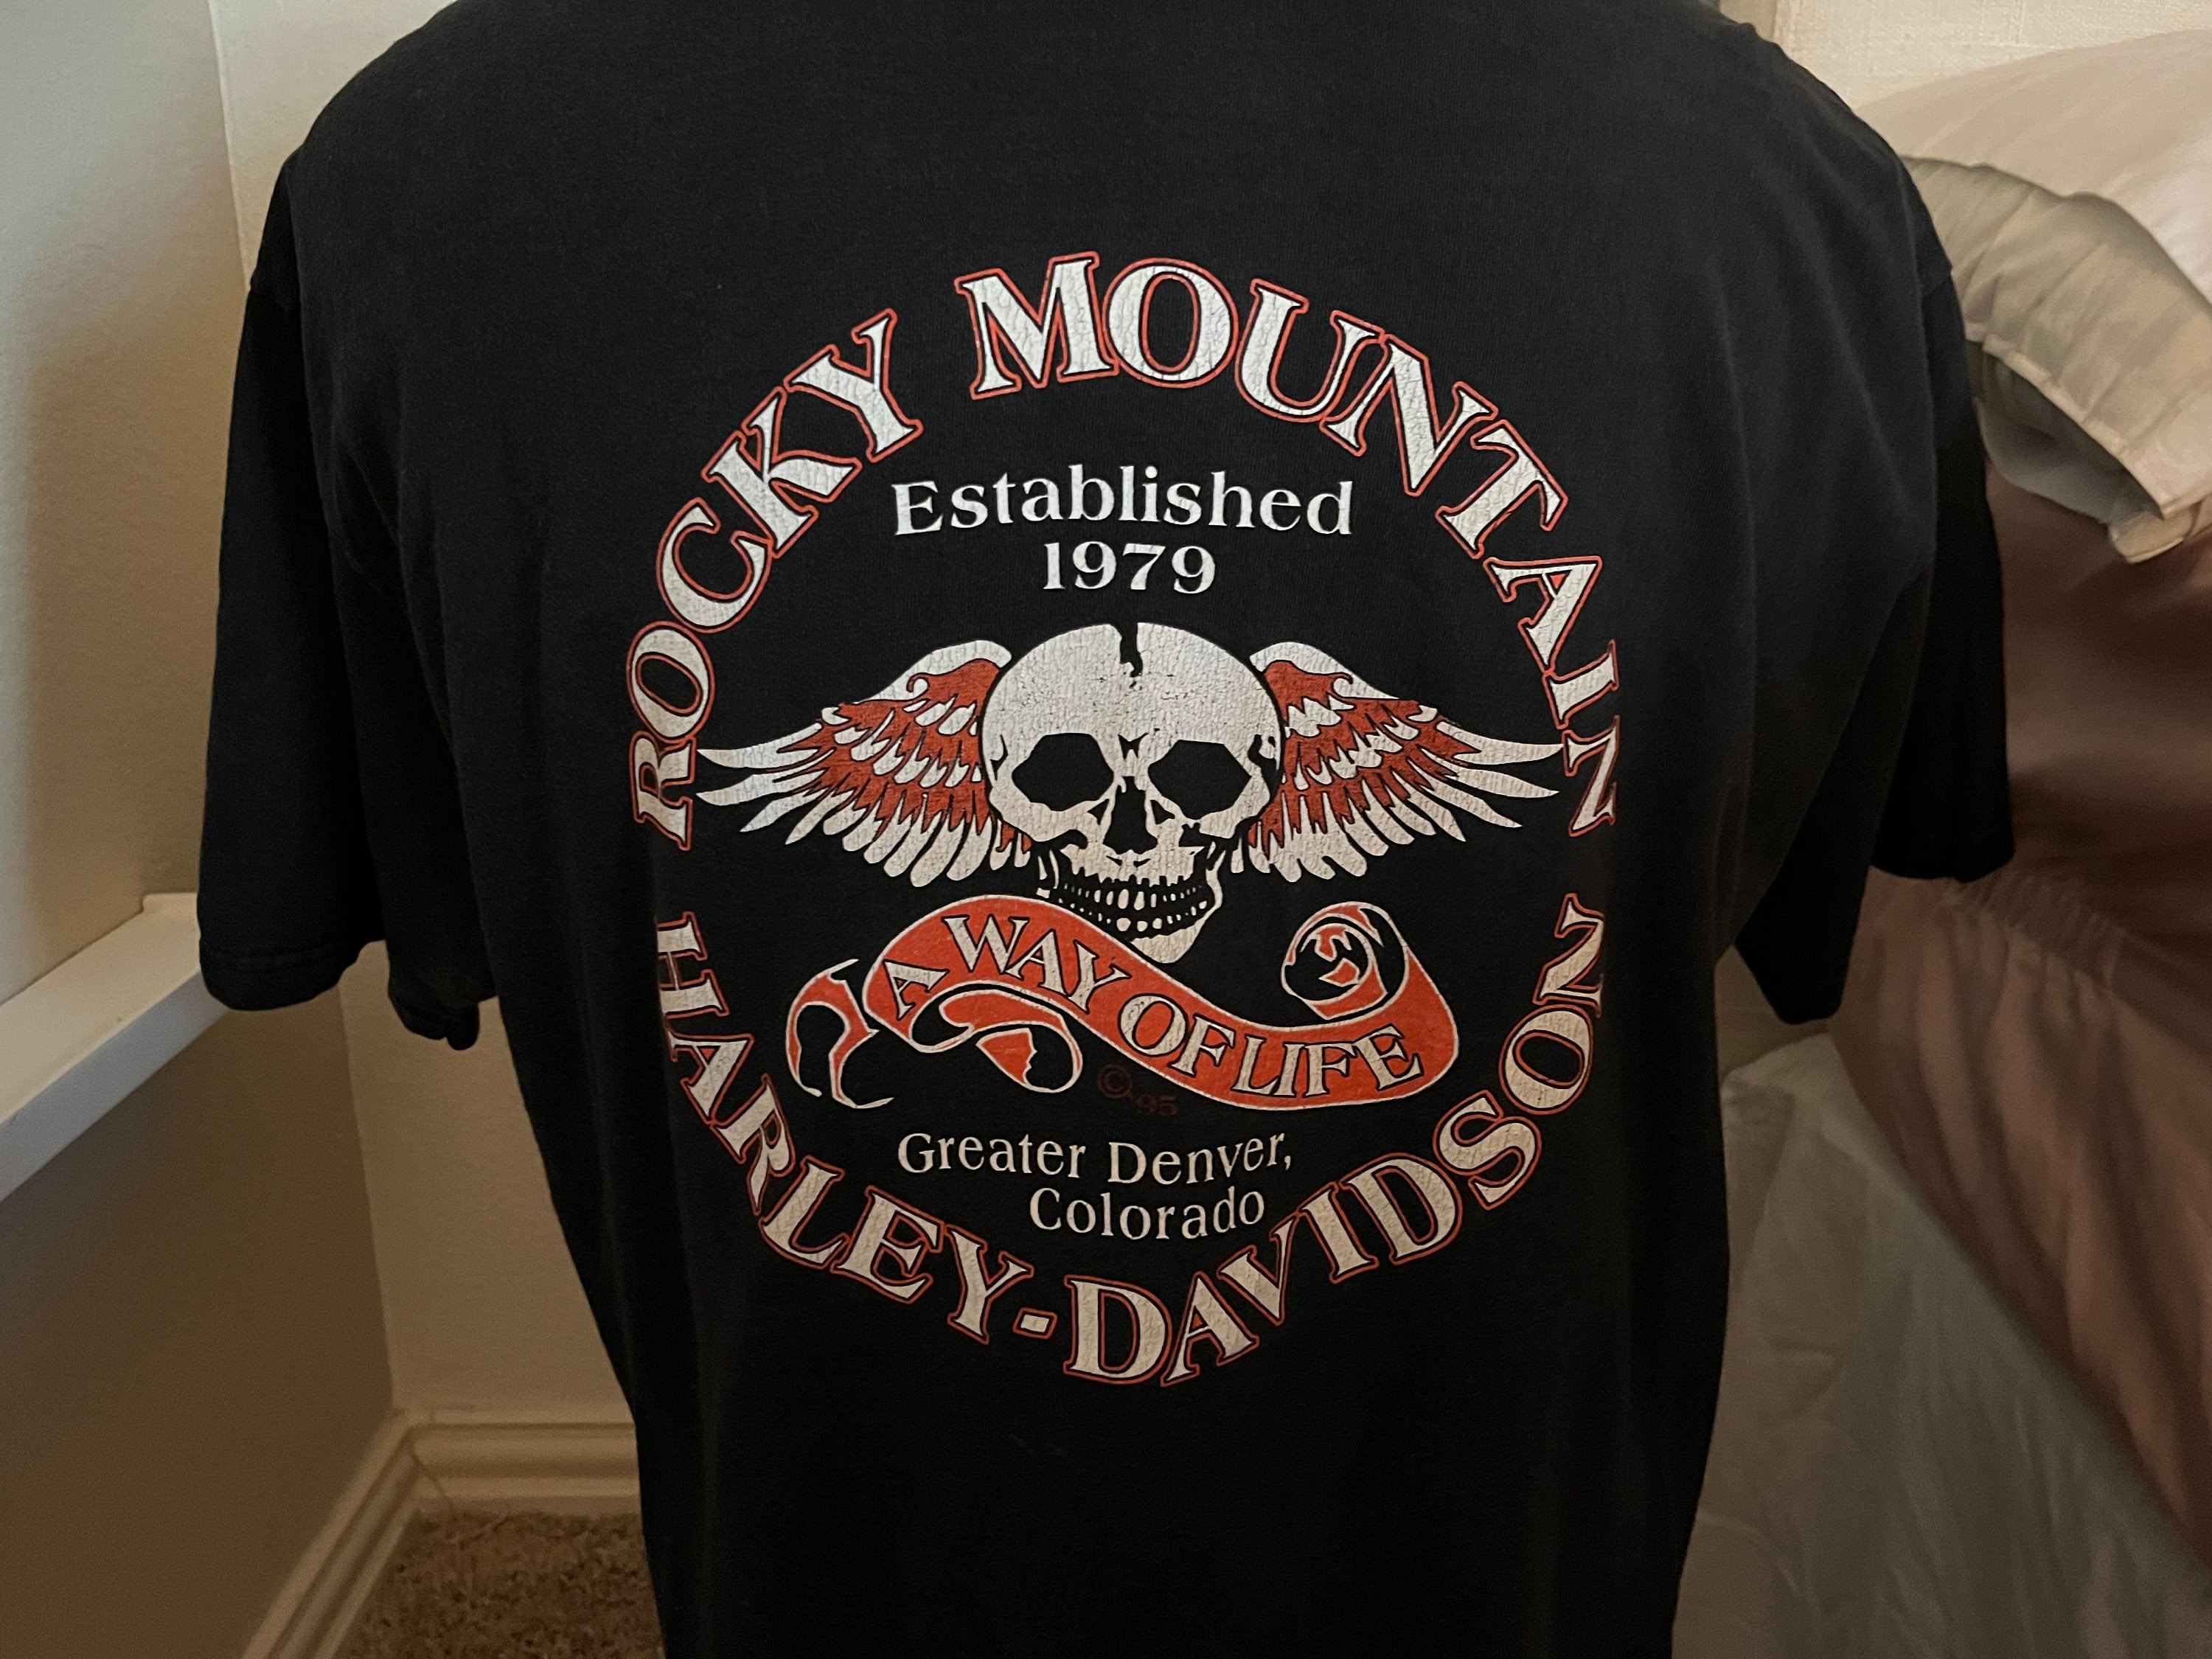 ROCKY MOUNTAIN
Established
1979
A WAY OF LIFE
©'95
Greater Denver,
Colorado
HARLEY-DAVIDSON